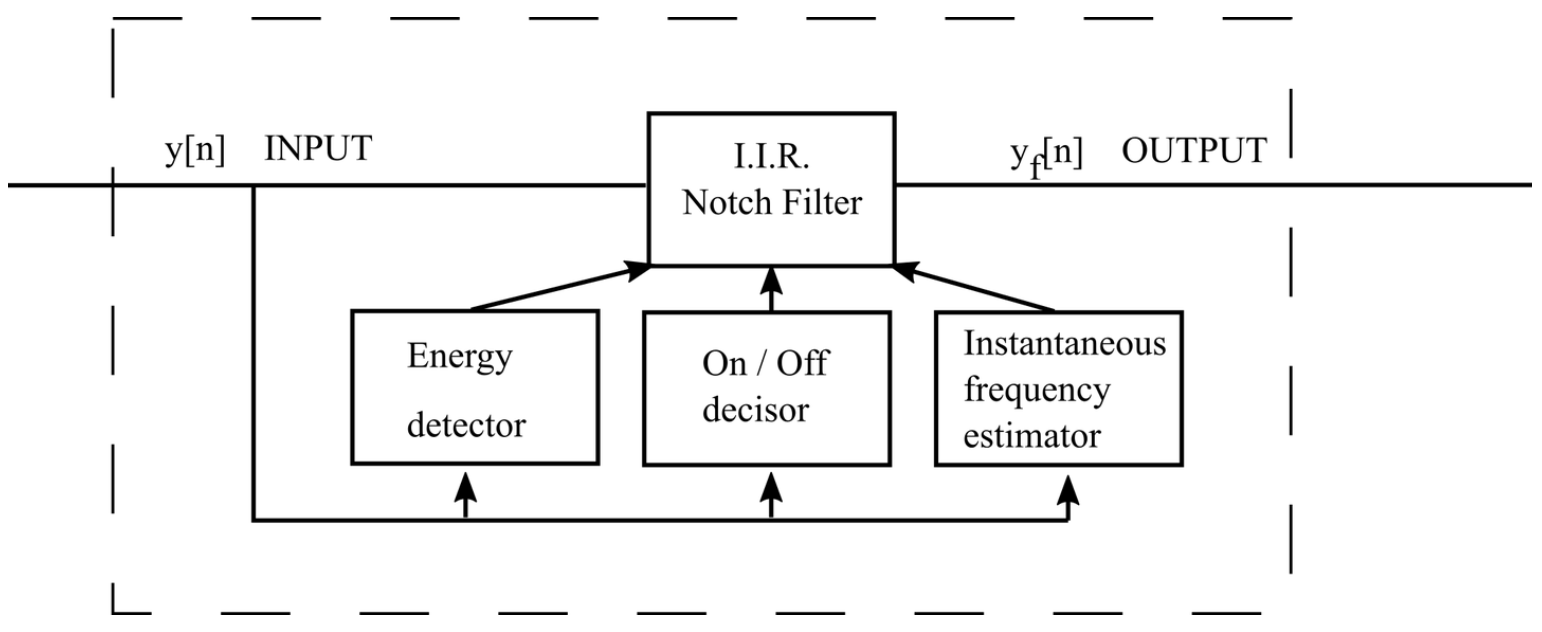 y[n] INPUT
I.I.R.
Notch Filter
y_f[n] OUTPUT
Energy
detector
On / Off
decisor
Instantaneous
frequency
estimator